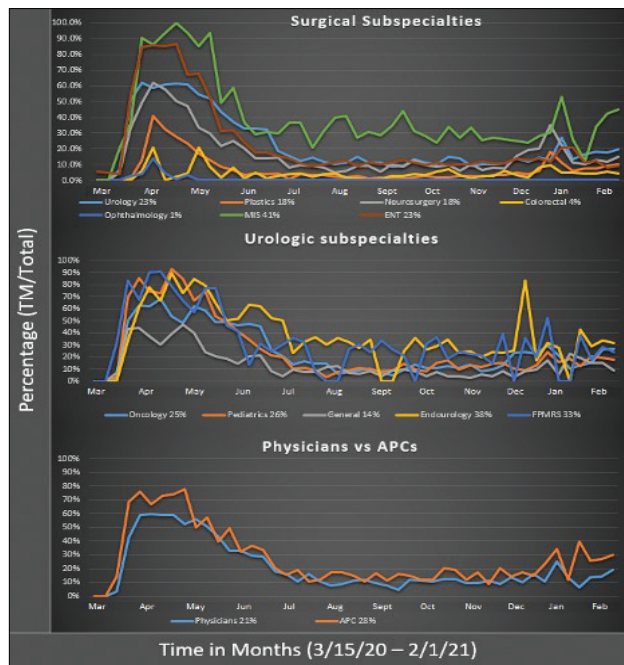 Surgical Subspecialties
100.0%
90.0%
80.0%
70.0%
60.0%
50.0%
40.0%
30.0%
20.0%
10.0%
0.0%
Mar Apr May Jun Jul Aug Sept Oct Nov Dec Jan Feb
Urology 23% Plastics 18% Neurosurgery 18% Colorectal 4%
Ophthalmology 1% MIS 41% ENT 23%
Urologic subspecialties
100%
90%
80%
70%
60%
50%
40%
30%
20%
10%
0%
Mar Apr May Jun Jul Aug Sept Oct Nov Dec Jan Feb
Oncology 25% Pediatrics 26% General 14% Endourology 38% FPMRS 33%
Physicians vs APCs
100%
90%
80%
70%
60%
50%
40%
30%
20%
10%
0%
Mar Apr May Jun Jul Aug Sept Oct Nov Dec Jan Feb
Physicians 21% APC 28%
Percentage (TM/Total)
Time in Months (3/15/20 – 2/1/21)